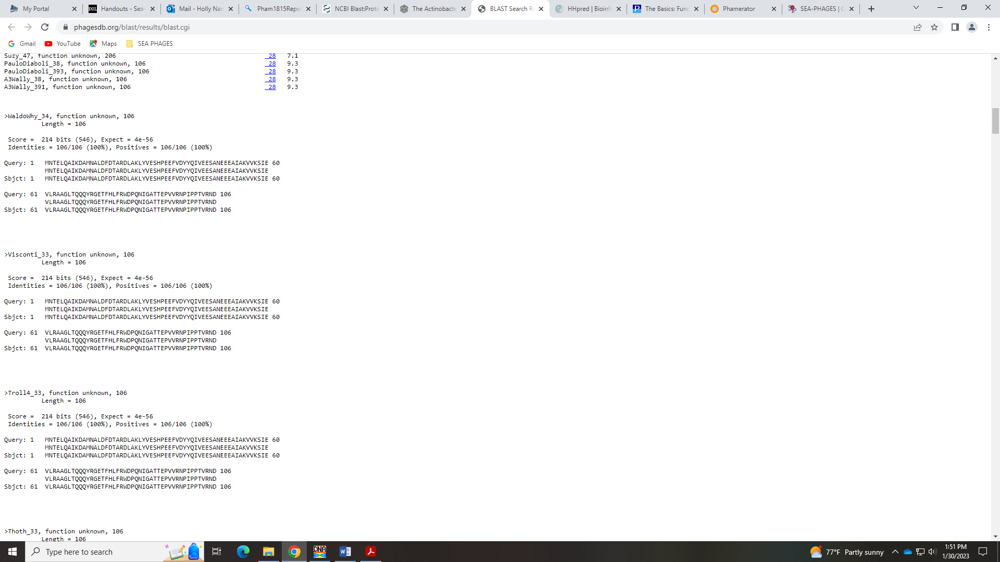 My Portal
Handouts - Sea-
Mail - Holly Nan
Pham1815Repo
NCBI Blast:Prote
The Actinobacte
BLAST Search R
HHpred | Bioinf
The Basics: Func
Phamerator
SEA-PHAGES | C
phagesdb.org/blast/results/blast.cgi
Gmail
YouTube
Maps
SEA PHAGES
Suzy_47, function unknown, 206 28 7.1
PauloDiaboli_38, function unknown, 106 28 9.3
PauloDiaboli_393, function unknown, 106 28 9.3
A3Wally_38, function unknown, 106 28 9.3
A3Wally_391, function unknown, 106 28 9.3
>WaldoWhy_34, function unknown, 106
Length = 106
Score = 214 bits (546), Expect = 4e-56
Identities = 106/106 (100%), Positives = 106/106 (100%)
Query: 1 MNTELQAIKDAMNALDFDTARDLAKLYVESHPEEFVDYYQIVEESANEEEAIAKVVKSIE 60
MNTELQAIKDAMNALDFDTARDLAKLYVESHPEEFVDYYQIVEESANEEEAIAKVVKSIE
Sbjct: 1 MNTELQAIKDAMNALDFDTARDLAKLYVESHPEEFVDYYQIVEESANEEEAIAKVVKSIE 60
Query: 61 VLRAAGLTQQQYRGETFHLFRWDPQNIGATTEPVVRNPIPPTVRND 106
VLRAAGLTQQQYRGETFHLFRWDPQNIGATTEPVVRNPIPPTVRND
Sbjct: 61 VLRAAGLTQQQYRGETFHLFRWDPQNIGATTEPVVRNPIPPTVRND 106
>Visconti_33, function unknown, 106
Length = 106
Score = 214 bits (546), Expect = 4e-56
Identities = 106/106 (100%), Positives = 106/106 (100%)
Query: 1 MNTELQAIKDAMNALDFDTARDLAKLYVESHPEEFVDYYQIVEESANEEEAIAKVVKSIE 60
MNTELQAIKDAMNALDFDTARDLAKLYVESHPEEFVDYYQIVEESANEEEAIAKVVKSIE
Sbjct: 1 MNTELQAIKDAMNALDFDTARDLAKLYVESHPEEFVDYYQIVEESANEEEAIAKVVKSIE 60
Query: 61 VLRAAGLTQQQYRGETFHLFRWDPQNIGATTEPVVRNPIPPTVRND 106
VLRAAGLTQQQYRGETFHLFRWDPQNIGATTEPVVRNPIPPTVRND
Sbjct: 61 VLRAAGLTQQQYRGETFHLFRWDPQNIGATTEPVVRNPIPPTVRND 106
>Troll4_33, function unknown, 106
Length = 106
Score = 214 bits (546), Expect = 4e-56
Identities = 106/106 (100%), Positives = 106/106 (100%)
Query: 1 MNTELQAIKDAMNALDFDTARDLAKLYVESHPEEFVDYYQIVEESANEEEAIAKVVKSIE 60
MNTELQAIKDAMNALDFDTARDLAKLYVESHPEEFVDYYQIVEESANEEEAIAKVVKSIE
Sbjct: 1 MNTELQAIKDAMNALDFDTARDLAKLYVESHPEEFVDYYQIVEESANEEEAIAKVVKSIE 60
Query: 61 VLRAAGLTQQQYRGETFHLFRWDPQNIGATTEPVVRNPIPPTVRND 106
VLRAAGLTQQQYRGETFHLFRWDPQNIGATTEPVVRNPIPPTVRND
Sbjct: 61 VLRAAGLTQQQYRGETFHLFRWDPQNIGATTEPVVRNPIPPTVRND 106
>Thoth_33, function unknown, 106
Length = 106
Type here to search
DNA
77°F Partly sunny
1:51 PM
1/30/2023